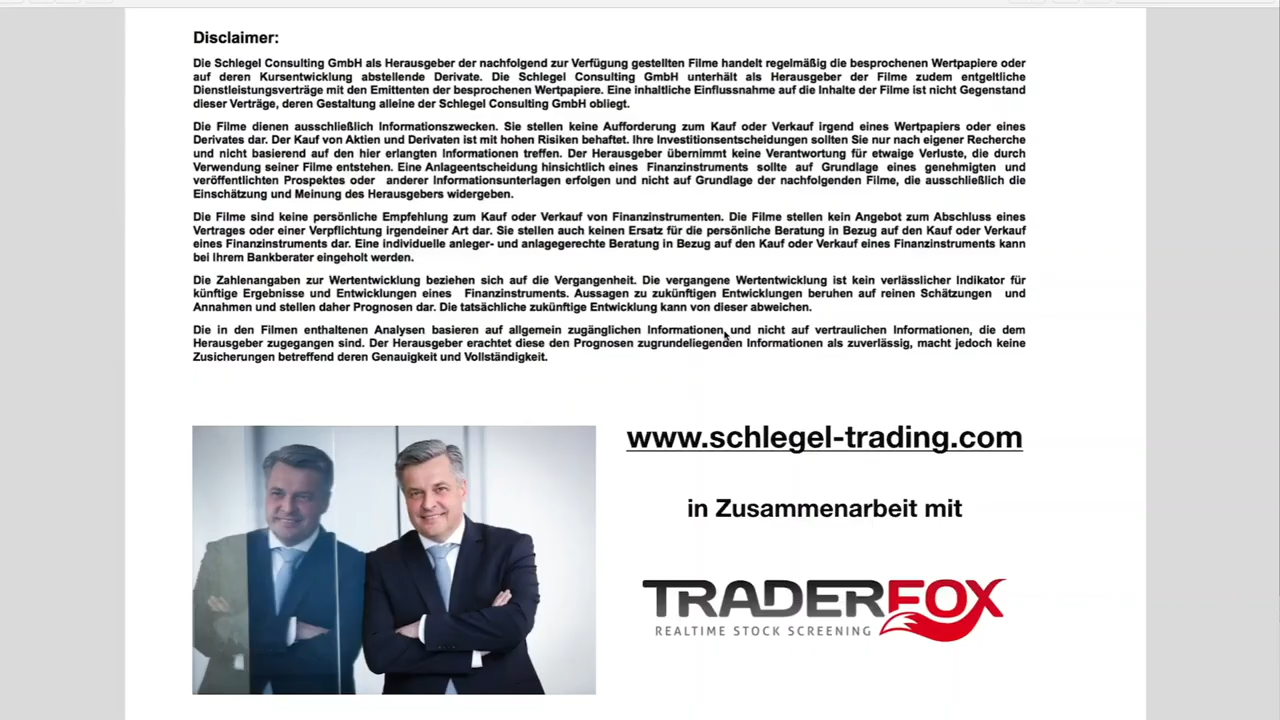 Disclaimer:
Die Schlegel Consulting GmbH als Herausgeber der nachfolgend zur Verfügung gestellten Filme handelt regelmäßig die besprochenen Wertpapiere oder
auf deren Kursentwicklung abstellende Derivate. Die Schlegel Consulting GmbH unterhält als Herausgeber der Filme zudem entgeltliche
Dienstleistungsverträge mit den Emittenten der besprochenen Wertpapiere. Eine inhaltliche Einflussnahme auf die Inhalte der Filme ist nicht Gegenstand
dieser Verträge, deren Gestaltung alleine der Schlegel Consulting GmbH obliegt.
Die Filme dienen ausschließlich Informationszwecken. Sie stellen keine Aufforderung zum Kauf oder Verkauf irgend eines Wertpapiers oder eines
Derivates dar. Der Kauf von Aktien und Derivaten ist mit hohen Risiken behaftet. Ihre Investitionsentscheidungen sollten Sie nur nach eigener Recherche
und nicht basierend auf den hier erlangten Informationen treffen. Der Herausgeber übernimmt keine Verantwortung für etwaige Verluste, die durch
Verwendung seiner Filme entstehen. Eine Anlageentscheidung hinsichtlich eines Finanzinstruments sollte auf Grundlage eines genehmigten und
veröffentlichten Prospektes oder anderer Informationsunterlagen erfolgen und nicht auf Grundlage der nachfolgenden Filme, die ausschließlich die
Einschätzung und Meinung des Herausgebers widergeben.
Die Filme sind keine persönliche Empfehlung zum Kauf oder Verkauf von Finanzinstrumenten. Die Filme stellen kein Angebot zum Abschluss eines
Vertrages oder einer Verpflichtung irgendeiner Art dar. Sie stellen auch keinen Ersatz für die persönliche Beratung in Bezug auf den Kauf oder Verkauf
eines Finanzinstruments dar. Eine individuelle anleger- und anlagegerechte Beratung in Bezug auf den Kauf oder Verkauf eines Finanzinstruments kann
bei Ihrem Bankberater eingeholt werden.
Die Zahlenangaben zur Wertentwicklung beziehen sich auf die Vergangenheit. Die vergangene Wertentwicklung ist kein verlässlicher Indikator für
künftige Ergebnisse und Entwicklungen eines Finanzinstruments. Aussagen zu zukünftigen Entwicklungen beruhen auf reinen Schätzungen und
Annahmen und stellen daher Prognosen dar. Die tatsächliche zukünftige Entwicklung kann von dieser abweichen.
Die in den Filmen enthaltenen Analysen basieren auf allgemein zugänglichen Informationen und nicht auf vertraulichen Informationen, die dem
Herausgeber zugegangen sind. Der Herausgeber erachtet diese den Prognosen zugrundeliegenden Informationen als zuverlässig, macht jedoch keine
Zusicherungen betreffend deren Genauigkeit und Vollständigkeit.
www.schlegel-trading.com
in Zusammenarbeit mit
TRADERFOX
REALTIME STOCK SCREENING